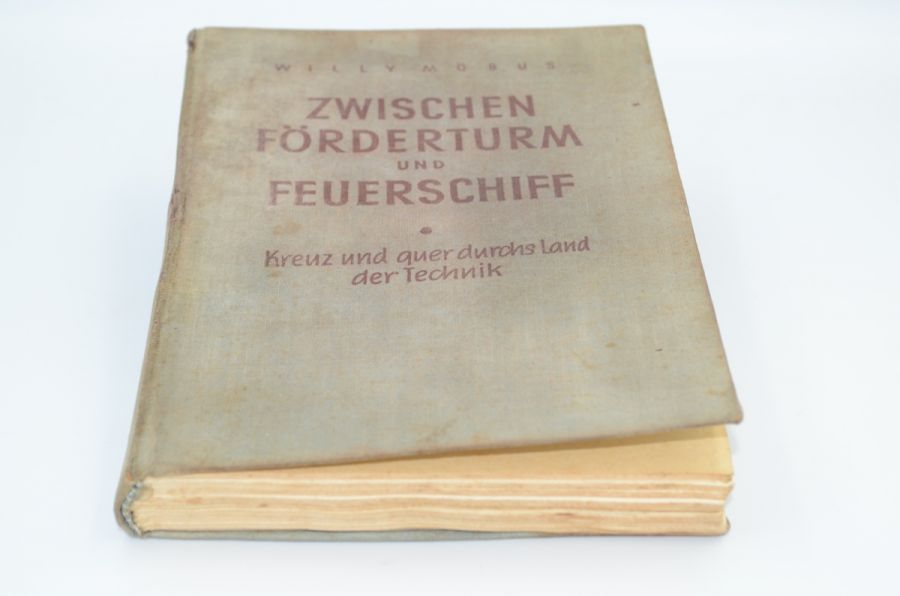 WILLY MÖBUS
ZWISCHEN
FÖRDERTURM
UND
FEUERSCHIFF
Kreuz und quer durchs Land
der Technik